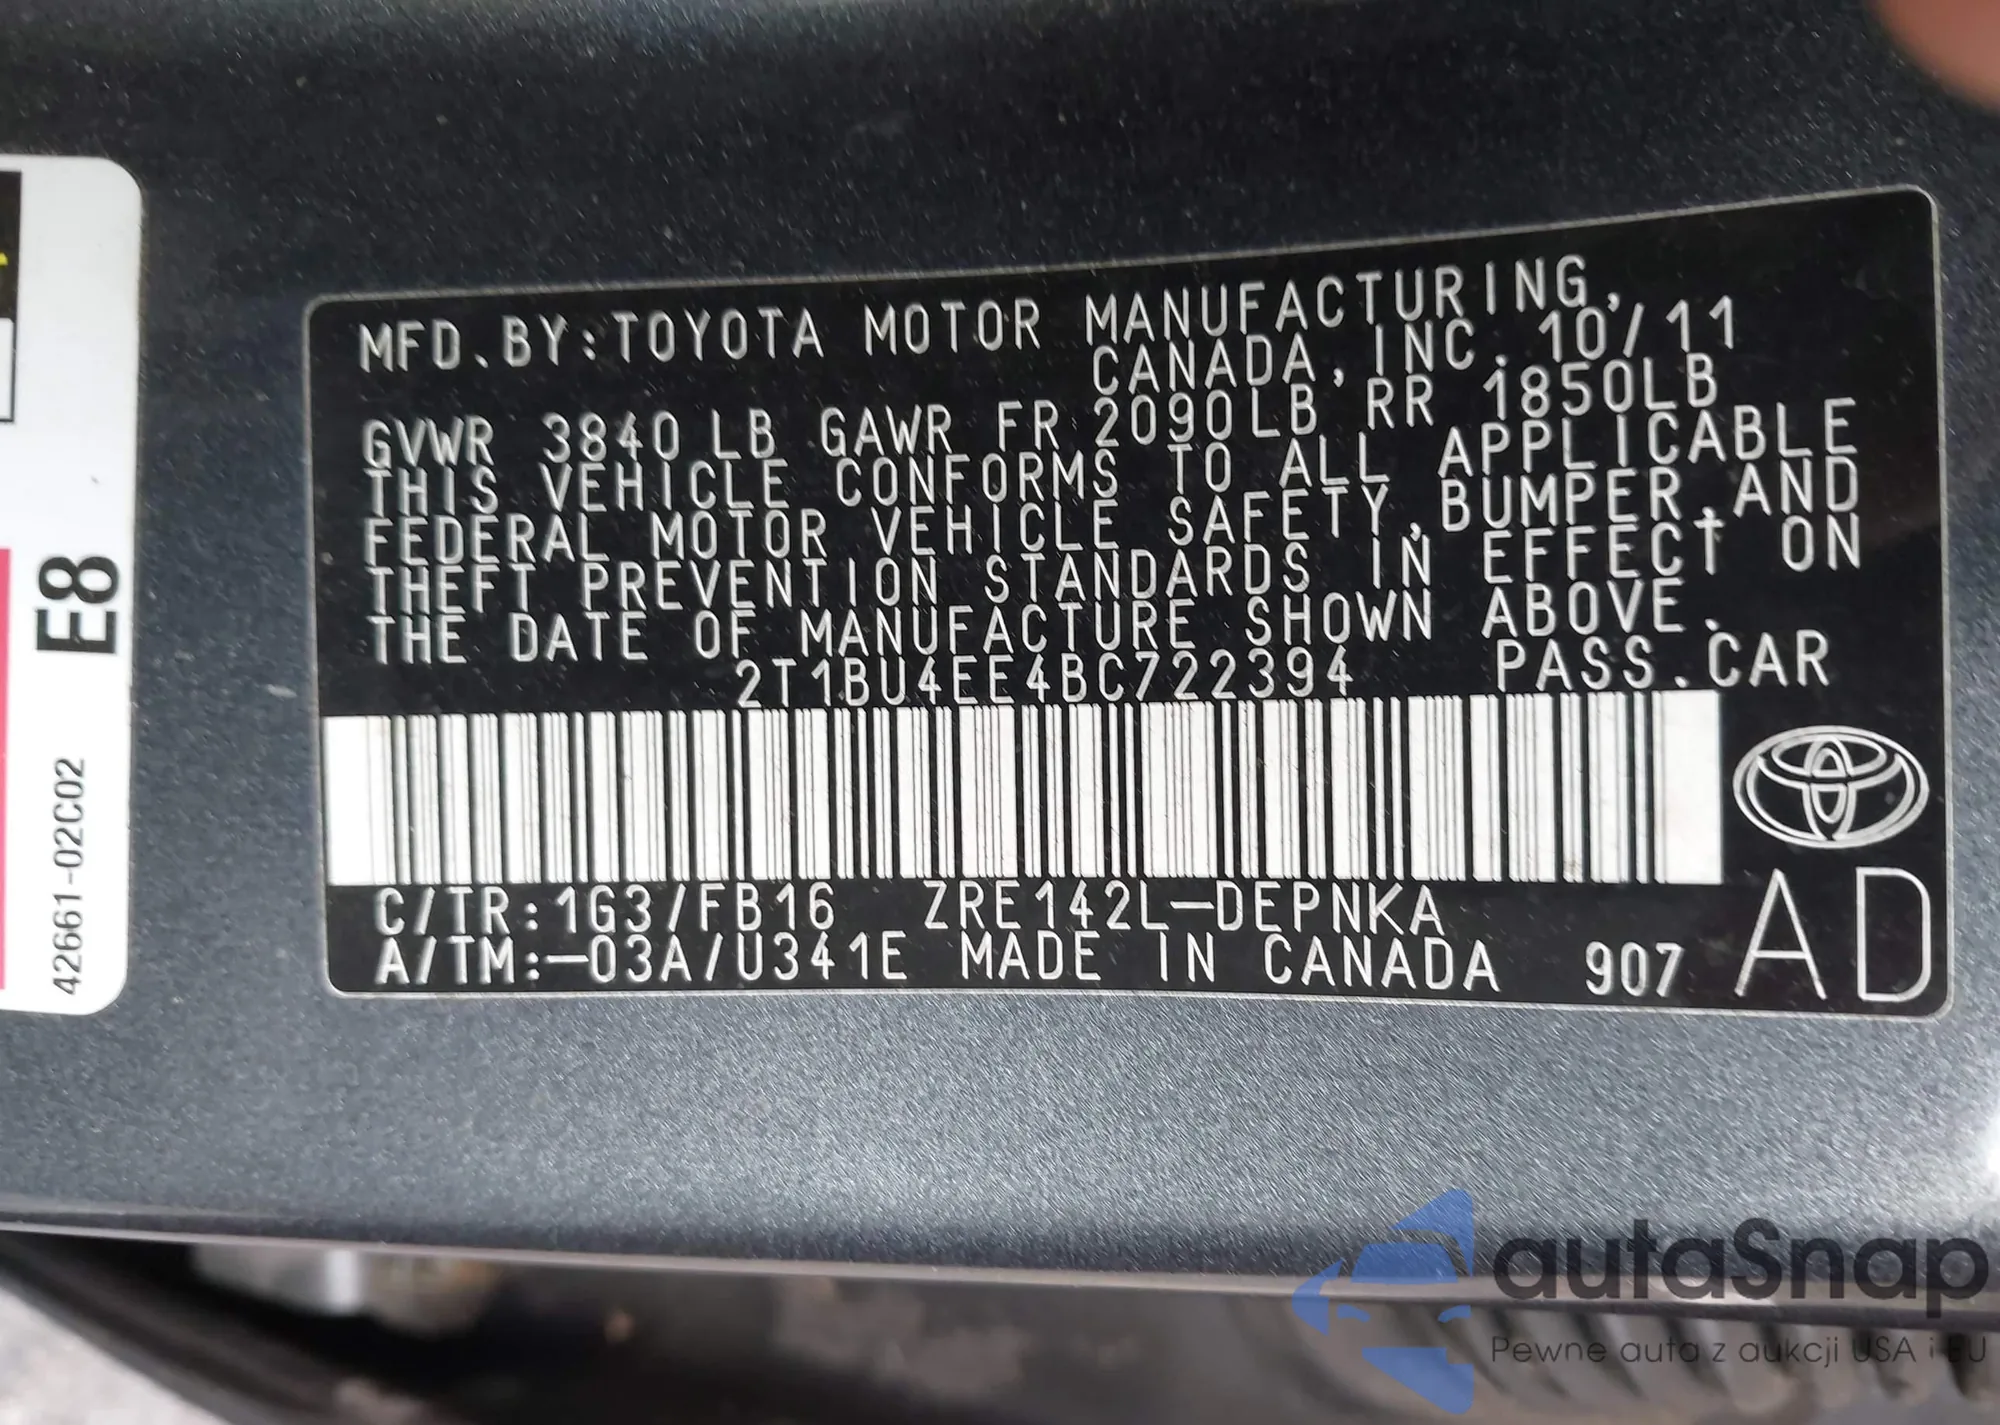 MFD.BY:TOYOTA MOTOR MANUFACTURING,
CANADA, INC. 10/11
GVWR 3840 LB GAWR FR 2090LB RR 1850LB
THIS VEHICLE CONFORMS TO ALL APPLICABLE
FEDERAL MOTOR VEHICLE SAFETY,BUMPER,AND
THEFT PREVENTION STANDARDS IN EFFECT ON
THE DATE OF MANUFACTURE SHOWN ABOVE.
2T1BU4EE4BC722394 PASS.CAR
C/TR:1G3/FB16 ZRE142L-DEPNKA
A/TM:-03A/U341E MADE IN CANADA 907
AD
E8
42661-02C02
autaSnap
Pewne auta z aukcji USA i EU